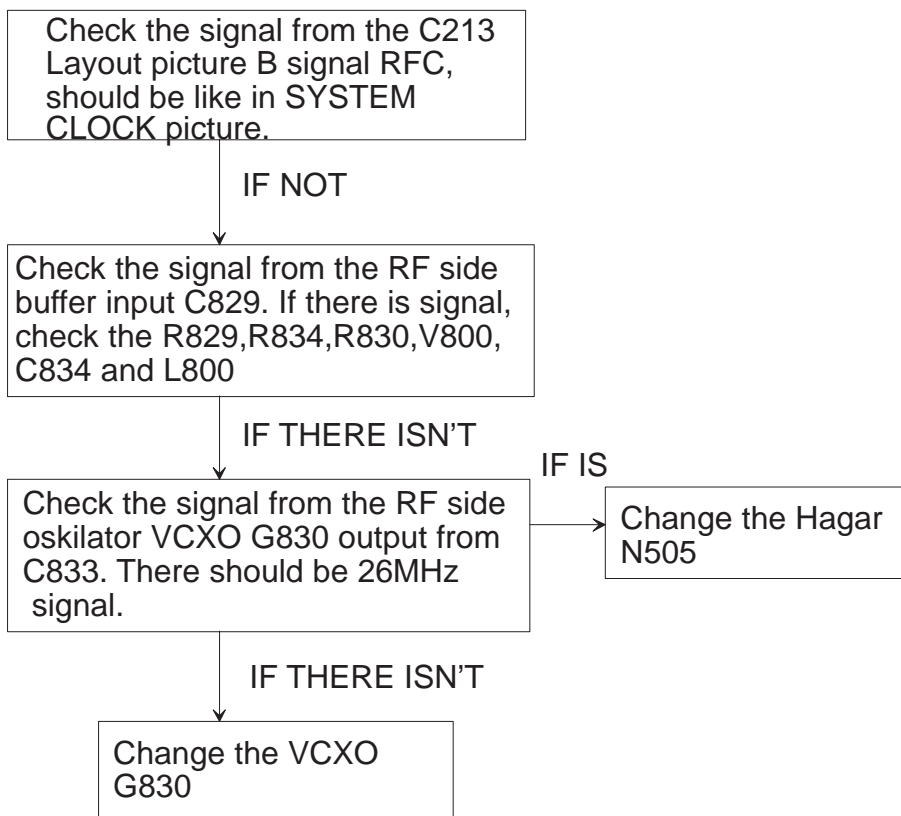 Check the signal from the C213
Layout picture B signal RFC,
should be like in SYSTEM
CLOCK picture.
IF NOT
Check the signal from the RF side
buffer input C829. If there is signal,
check the R829,R834,R830,V800,
C834 and L800
IF THERE ISN'T
IF IS
Check the signal from the RF side
oskilator VCXO G830 output from
C833. There should be 26MHz
signal.
Change the Hagar
N505
IF THERE ISN'T
Change the VCXO
G830